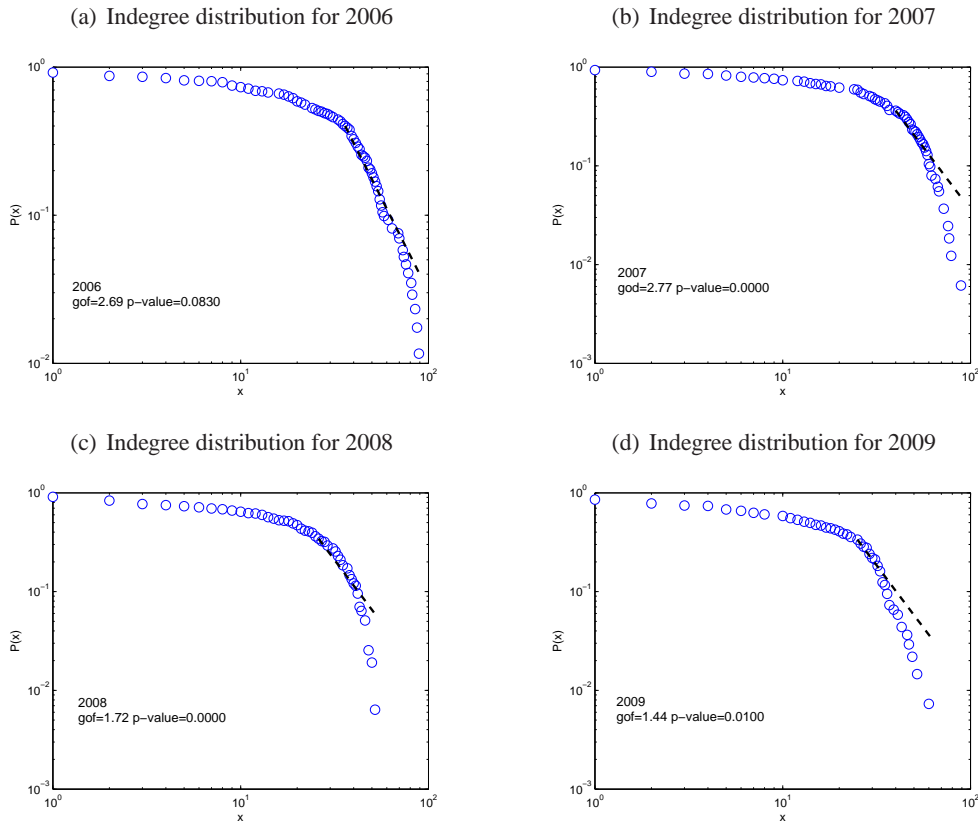 (a) Indegree distribution for 2006
10^0
10^-1
10^-2
P(x)
2006
gof=2.69 p-value=0.0830
10^0 10^1 10^2
x
(b) Indegree distribution for 2007
10^0
10^-1
10^-2
10^-3
P(x)
2007
god=2.77 p-value=0.0000
10^0 10^1 10^2
x
(c) Indegree distribution for 2008
10^0
10^-1
10^-2
10^-3
P(x)
2008
gof=1.72 p-value=0.0000
10^0 10^1 10^2
x
(d) Indegree distribution for 2009
10^0
10^-1
10^-2
10^-3
P(x)
2009
gof=1.44 p-value=0.0100
10^0 10^1 10^2
x